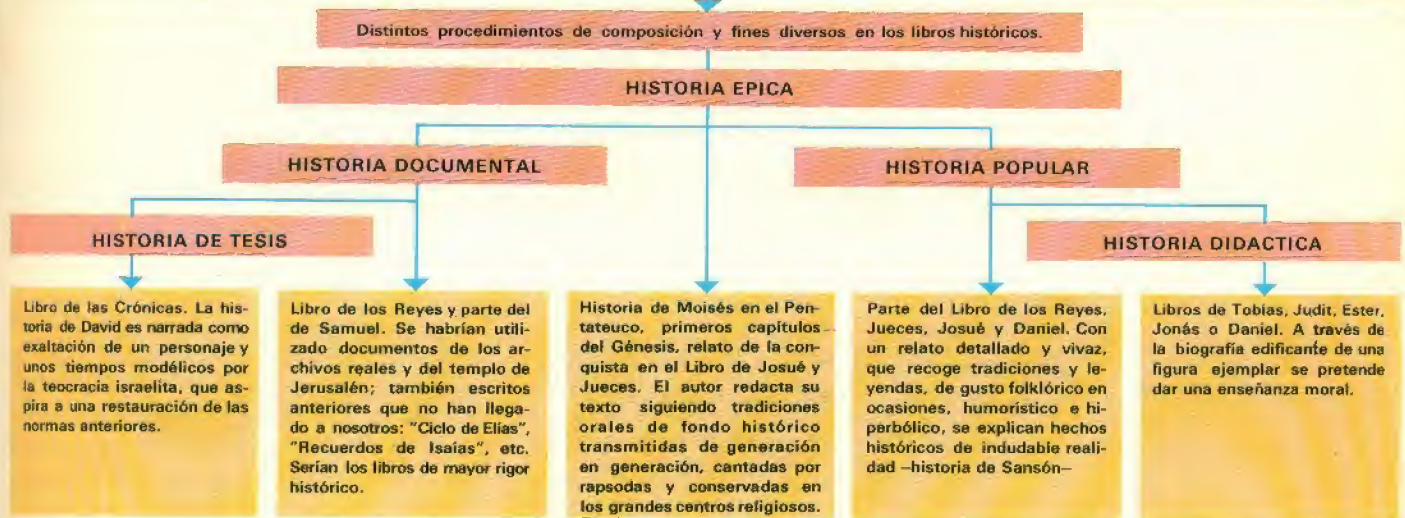 Distintos procedimientos de composición y fines diversos en los libros históricos.
HISTORIA EPICA
HISTORIA DOCUMENTAL
HISTORIA POPULAR
HISTORIA DE TESIS
HISTORIA DIDACTICA
Libro de las Crónicas. La his-
toria de David es narrada como
exaltación de un personaje y
unos tiempos modélicos por
la teocracia israelita, que as-
pira a una restauración de las
normas anteriores.
Libro de los Reyes y parte del
de Samuel. Se habrían utili-
zado documentos de los ar-
chivos reales y del templo de
Jerusalén; también escritos
anteriores que no han llega-
do a nosotros: "Ciclo de Elías",
"Recuerdos de Isaías", etc.
Serían los libros de mayor rigor
histórico.
Historia de Moisés en el Pen-
tateuco, primeros capítulos
del Génesis, relato de la con-
quista en el Libro de Josué y
Jueces. El autor redacta su
texto siguiendo tradiciones
orales de fondo histórico
transmitidas de generación
en generación, cantadas por
rapsodas y conservadas en
los grandes centros religiosos.
Parte del Libro de los Reyes,
Jueces, Josué y Daniel. Con
un relato detallado y vivaz,
que recoge tradiciones y le-
yendas, de gusto folklórico en
ocasiones, humorístico e hi-
perbólico, se explican hechos
históricos de indudable reali-
dad —historia de Sansón—
Libros de Tobías, Judit, Ester,
Jonás o Daniel. A través de
la biografía edificante de una
figura ejemplar se pretende
dar una enseñanza moral.